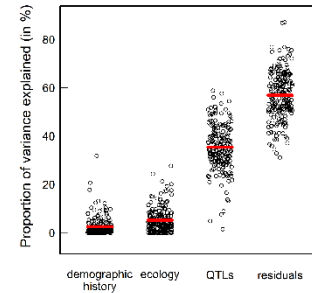 Proportion of variance explained (in %)
80
60
40
20
0
demographic
history
ecology
QTLs
residuals